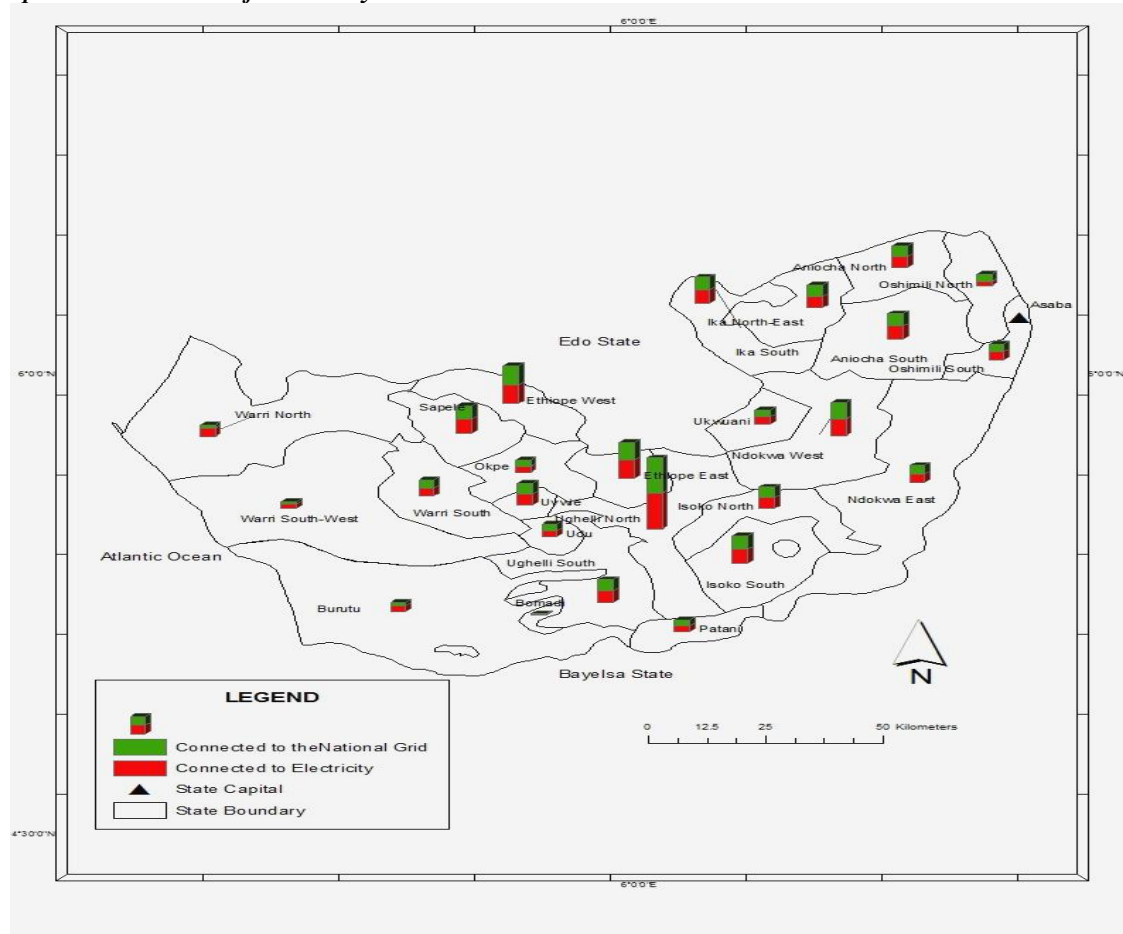 6°0'0"E
Aniocha North
Oshimili North
Asaba
Ika North-East
Edo State
Ika South
Aniocha South
Oshimili South
6°0'0"N
Ethiope West
Sapele
Warri North
Ukwuani
Ndokwa West
Okpe
Ethiope East
Ndokwa East
Uvwie
Isoko North
Warri South
Warri South-West
Ughelli North
Udu
Atlantic Ocean
Ughelli South
Isoko South
Burutu
Bomadi
Patani
Bayelsa State
N
LEGEND
0 12.5 25 50 Kilometers
Connected to theNational Grid
Connected to Electricity
State Capital
State Boundary
4°30'0"N
6°0'0"E